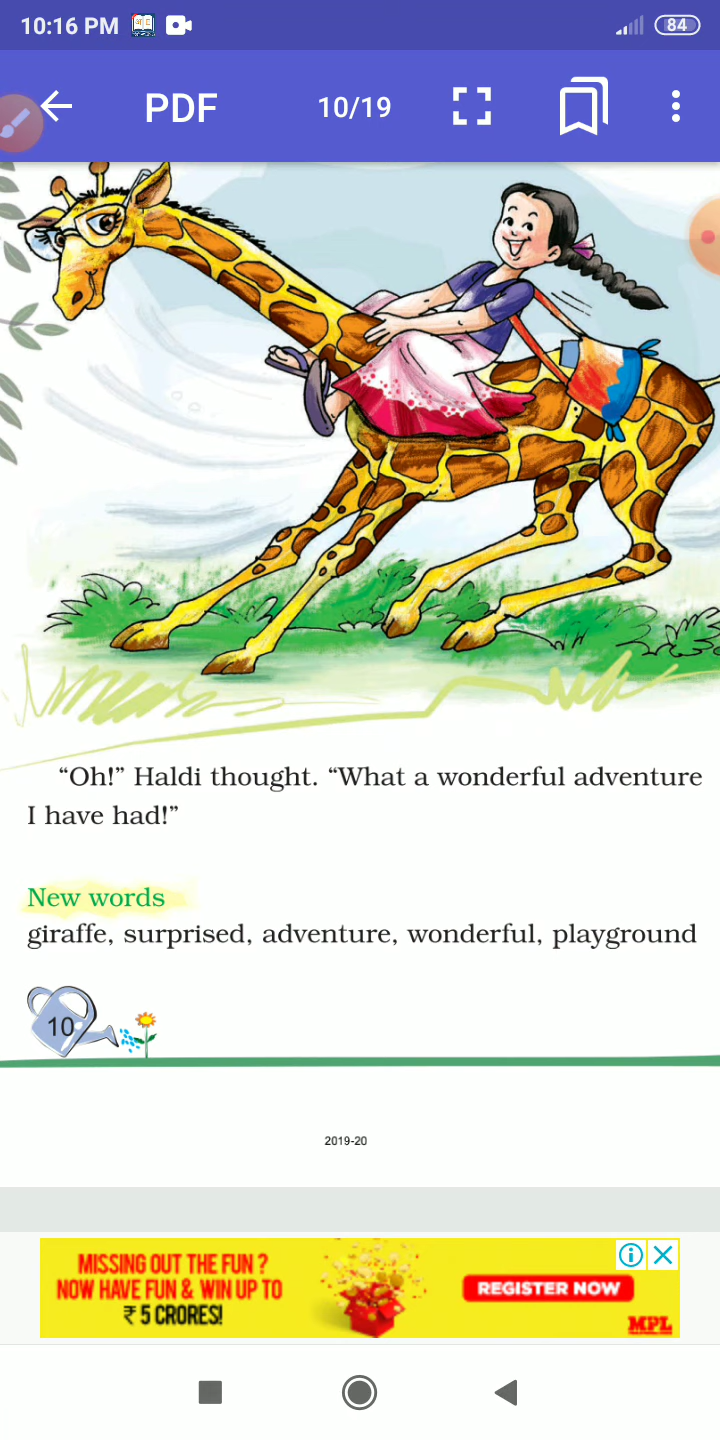 10:16 PM
84
PDF
10/19
“Oh!” Haldi thought. “What a wonderful adventure
I have had!”
New words
giraffe, surprised, adventure, wonderful, playground
10
2019-20
MISSING OUT THE FUN ?
NOW HAVE FUN & WIN UP TO
₹ 5 CRORES!
REGISTER NOW
MPL